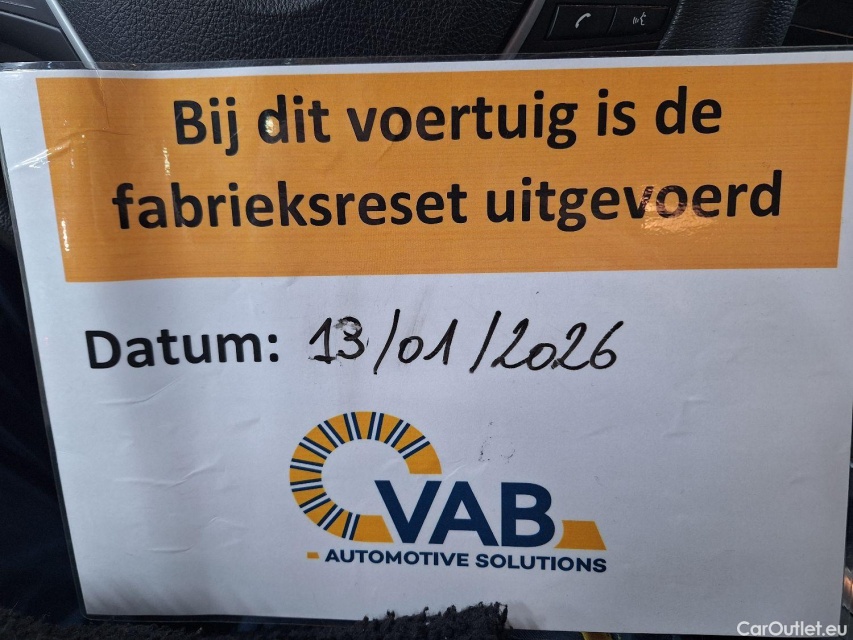 Bij dit voertuig is de
fabrieksreset uitgevoerd
Datum: 13/01/2026
VAB
AUTOMOTIVE SOLUTIONS
CarOutlet.eu